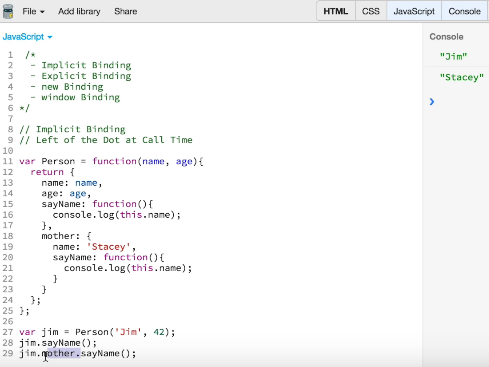 File Add library Share HTML CSS JavaScript Console
JavaScript Console
1 /*
2 - Implicit Binding
3 - Explicit Binding
4 - new Binding
5 - window Binding
6 */
7
8 // Implicit Binding
9 // Left of the Dot at Call Time
10
11 var Person = function(name, age){
12 return {
13 name: name,
14 age: age,
15 sayName: function(){
16 console.log(this.name);
17 },
18 mother: {
19 name: 'Stacey',
20 sayName: function(){
21 console.log(this.name);
22 }
23 }
24 };
25 };
26
27 var jim = Person('Jim', 42);
28 jim.sayName();
29 jim.mother.sayName();
"Jim"
"Stacey"